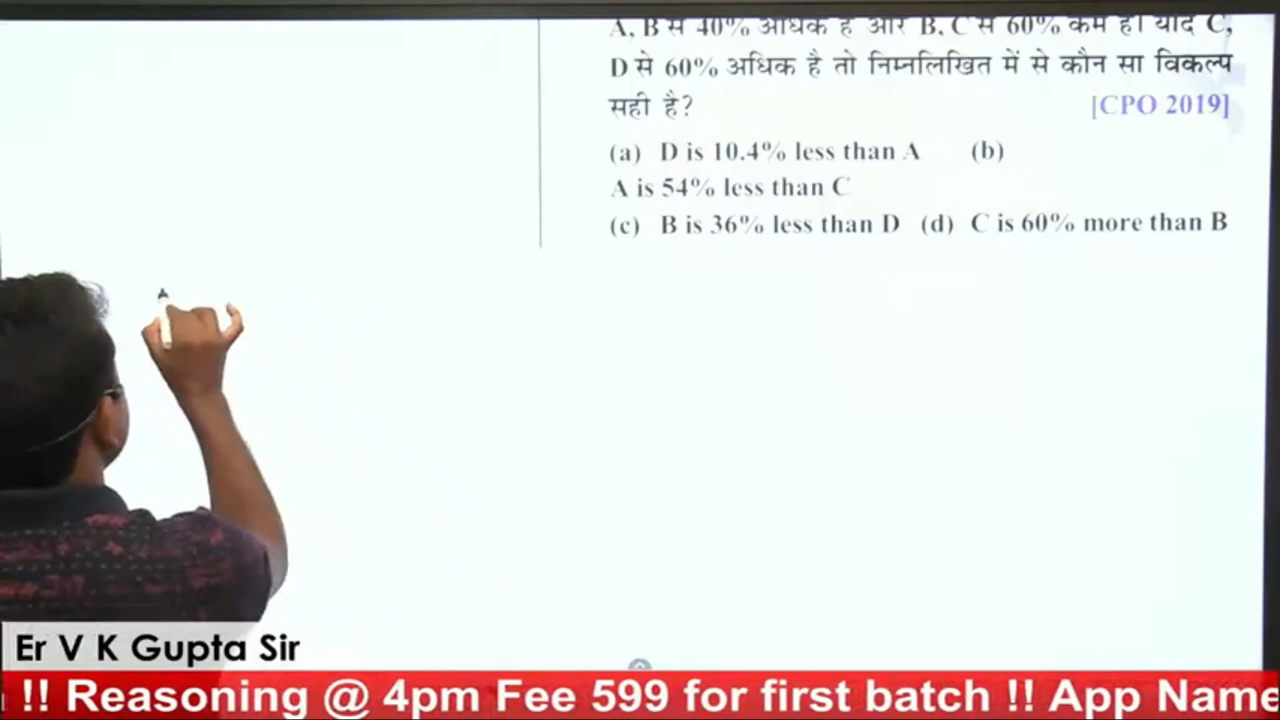 A, B से 40% अधिक है और B, C से 60% कम है। यदि C,
D से 60% अधिक है तो निम्नलिखित में से कौन सा विकल्प
सही है? [CPO 2019]
(a) D is 10.4% less than A (b)
A is 54% less than C
(c) B is 36% less than D (d) C is 60% more than B
Er V K Gupta Sir
!! Reasoning @ 4pm Fee 599 for first batch !! App Name